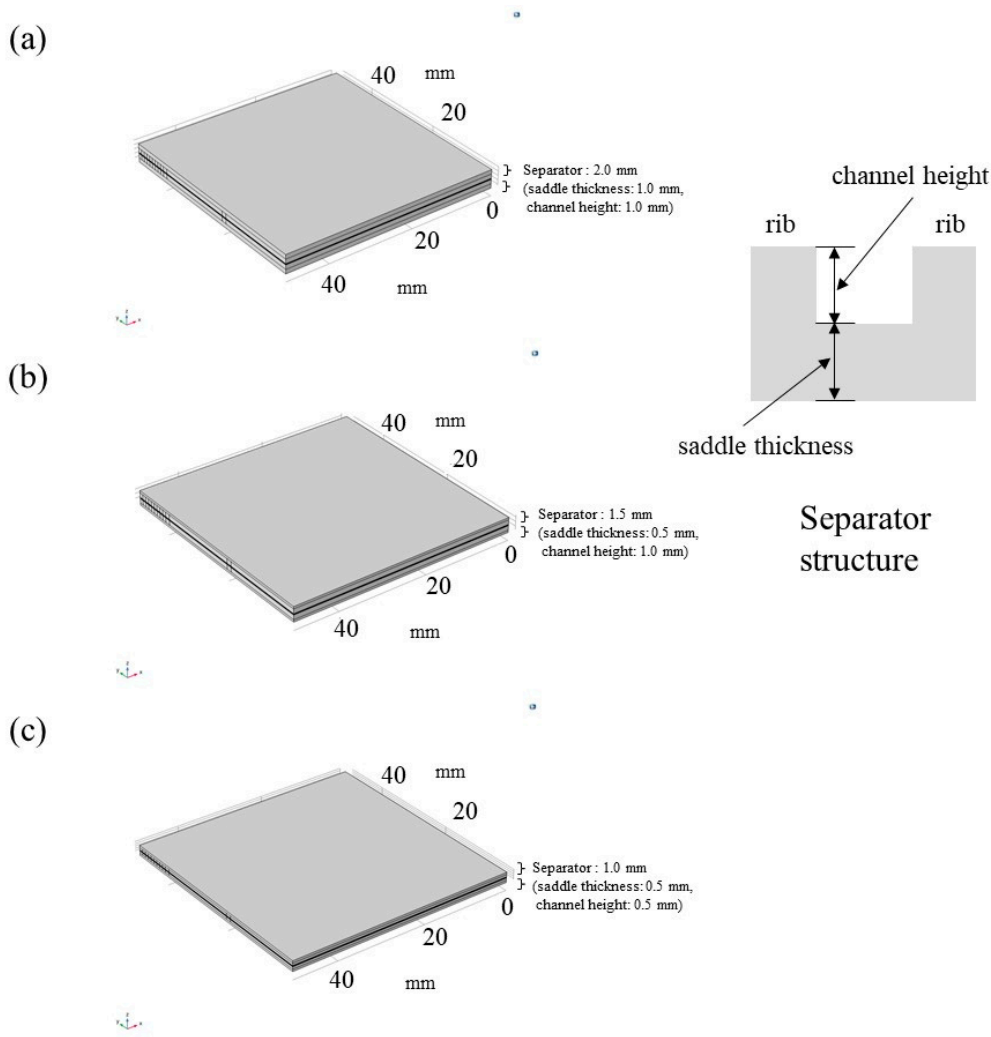 (a)
40 mm
20
Separator : 2.0 mm
(saddle thickness: 1.0 mm,
channel height: 1.0 mm)
0
20
40 mm
channel height
rib rib
saddle thickness
Separator
structure
(b)
40 mm
20
Separator : 1.5 mm
(saddle thickness: 0.5 mm,
channel height: 1.0 mm)
0
20
40 mm
(c)
40 mm
20
Separator : 1.0 mm
(saddle thickness: 0.5 mm,
channel height: 0.5 mm)
0
20
40 mm